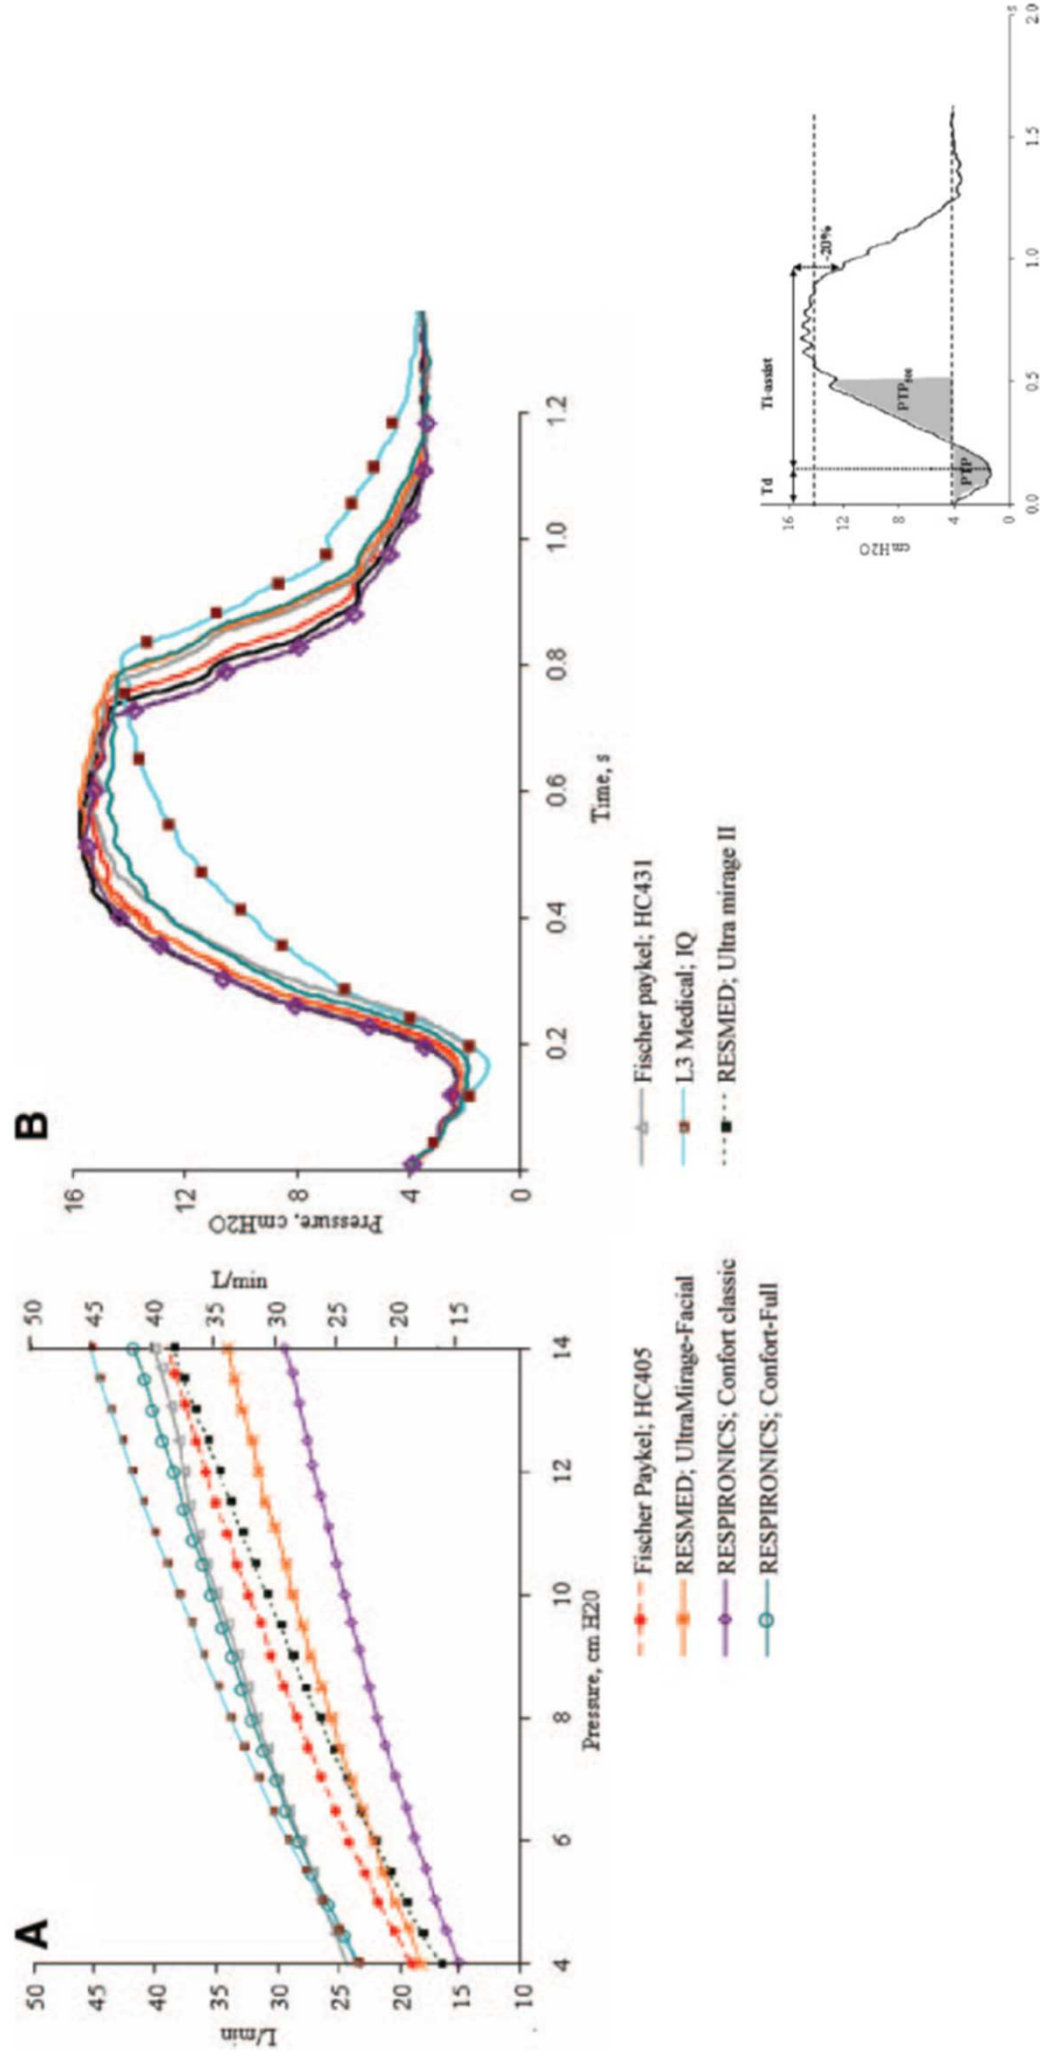 A
50
45
40
35
30
25
20
15
10
L/min
50
45
40
35
30
25
20
15
L/min
4
6
8
10
12
14
Pressure, cm H20
B
16
12
8
4
0
Pressure, cmH2O
0.2
0.4
0.6
0.8
1.0
1.2
Time, s
Fischer Paykel; HC405
RESMED; UltraMirage-Facial
RESPIRONICS; Confort classic
RESPIRONICS; Confort-Full
Fischer paykel; HC431
L3 Medical; IQ
RESMED; Ultra mirage II
Td
Ti-assist
-20%
PTP
PTP500
16
12
8
4
0
cmH2O
0.0
0.5
1.0
1.5
2.0
s